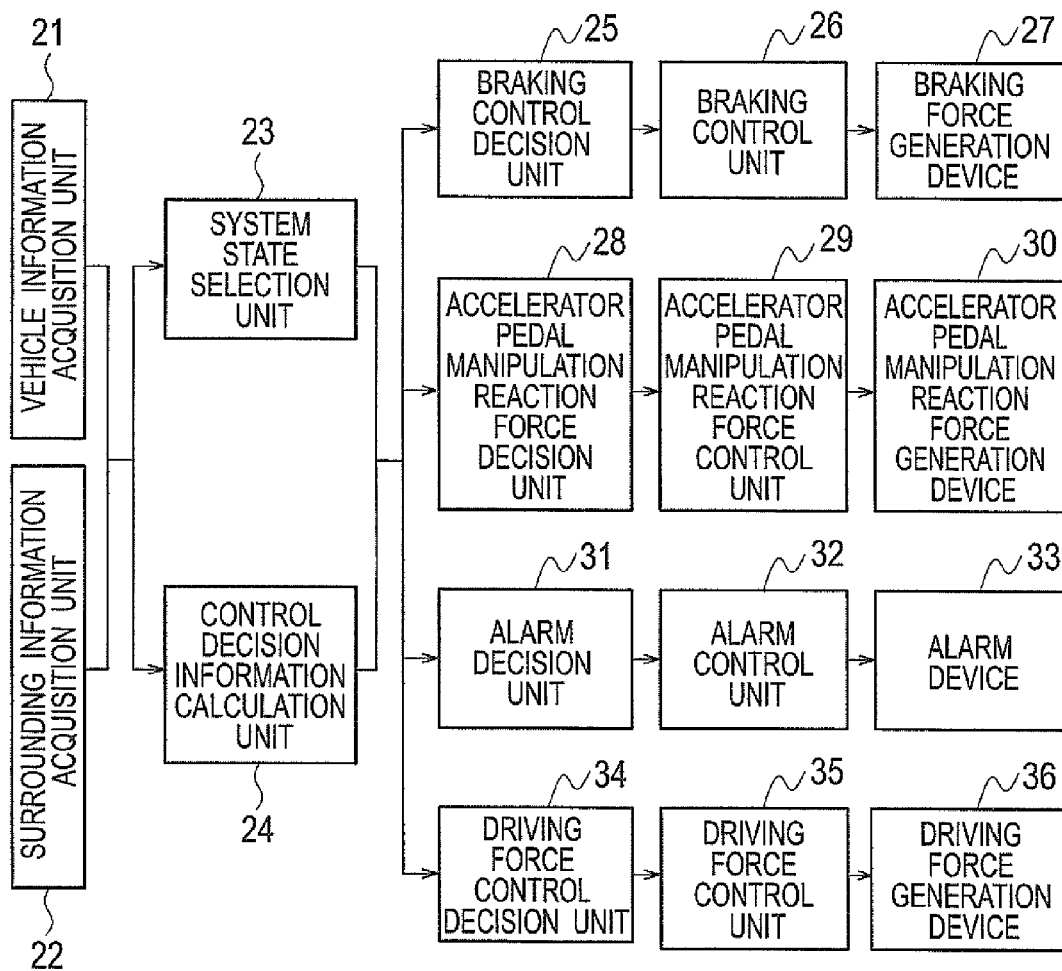 21
VEHICLE INFORMATION
ACQUISITION UNIT
SURROUNDING INFORMATION
ACQUISITION UNIT
22
23
SYSTEM
STATE
SELECTION
UNIT
CONTROL
DECISION
INFORMATION
CALCULATION
UNIT
24
25
BRAKING
CONTROL
DECISION
UNIT
26
BRAKING
CONTROL
UNIT
27
BRAKING
FORCE
GENERATION
DEVICE
28
ACCELERATOR
PEDAL
MANIPULATION
REACTION
FORCE
DECISION
UNIT
29
ACCELERATOR
PEDAL
MANIPULATION
REACTION
FORCE
CONTROL
UNIT
30
ACCELERATOR
PEDAL
MANIPULATION
REACTION
FORCE
GENERATION
DEVICE
31
ALARM
DECISION
UNIT
32
ALARM
CONTROL
UNIT
33
ALARM
DEVICE
34
DRIVING
FORCE
CONTROL
DECISION UNIT
35
DRIVING
FORCE
CONTROL
UNIT
36
DRIVING
FORCE
GENERATION
DEVICE